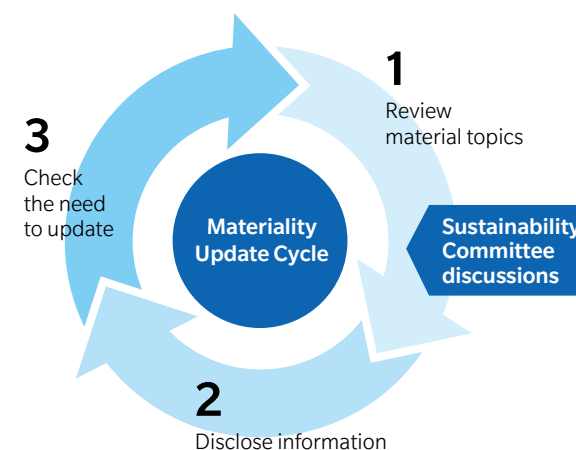 1
Review
material topics
Sustainability
Committee
discussions
2
Disclose information
3
Check
the need
to update
Materiality
Update Cycle